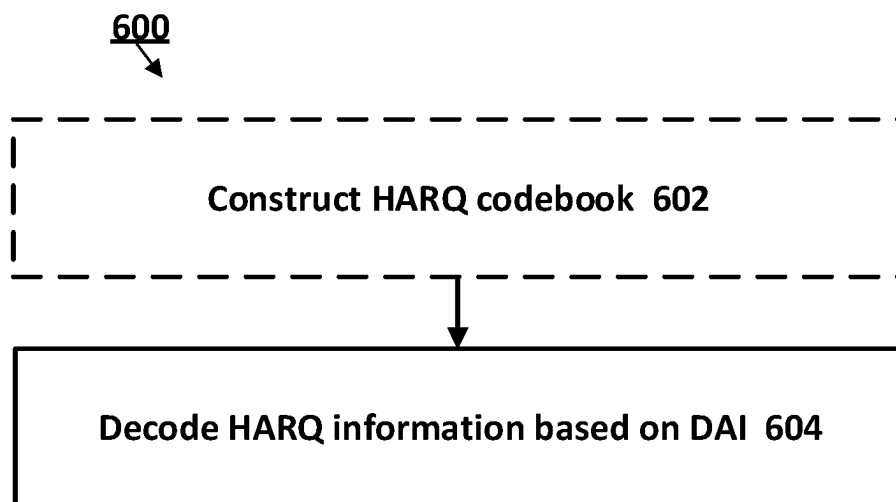 600
Construct HARQ codebook 602
Decode HARQ information based on DAI 604